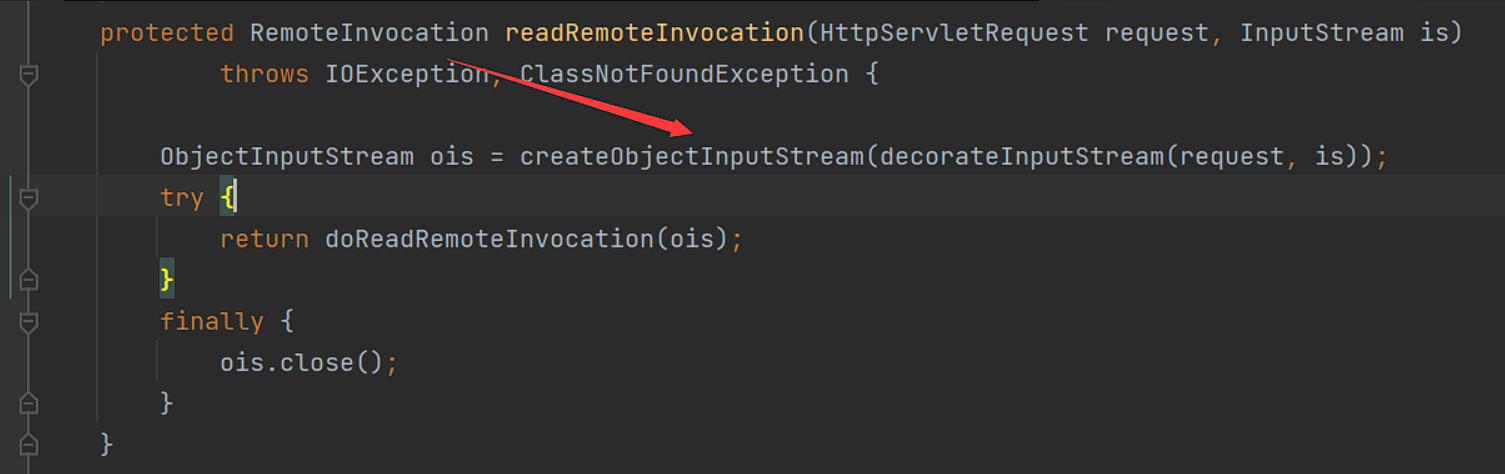 protected RemoteInvocation readRemoteInvocation(HttpServletRequest request, InputStream is)
throws IOException, ClassNotFoundException {
ObjectInputStream ois = createObjectInputStream(decorateInputStream(request, is));
try {
return doReadRemoteInvocation(ois);
}
finally {
ois.close();
}
}